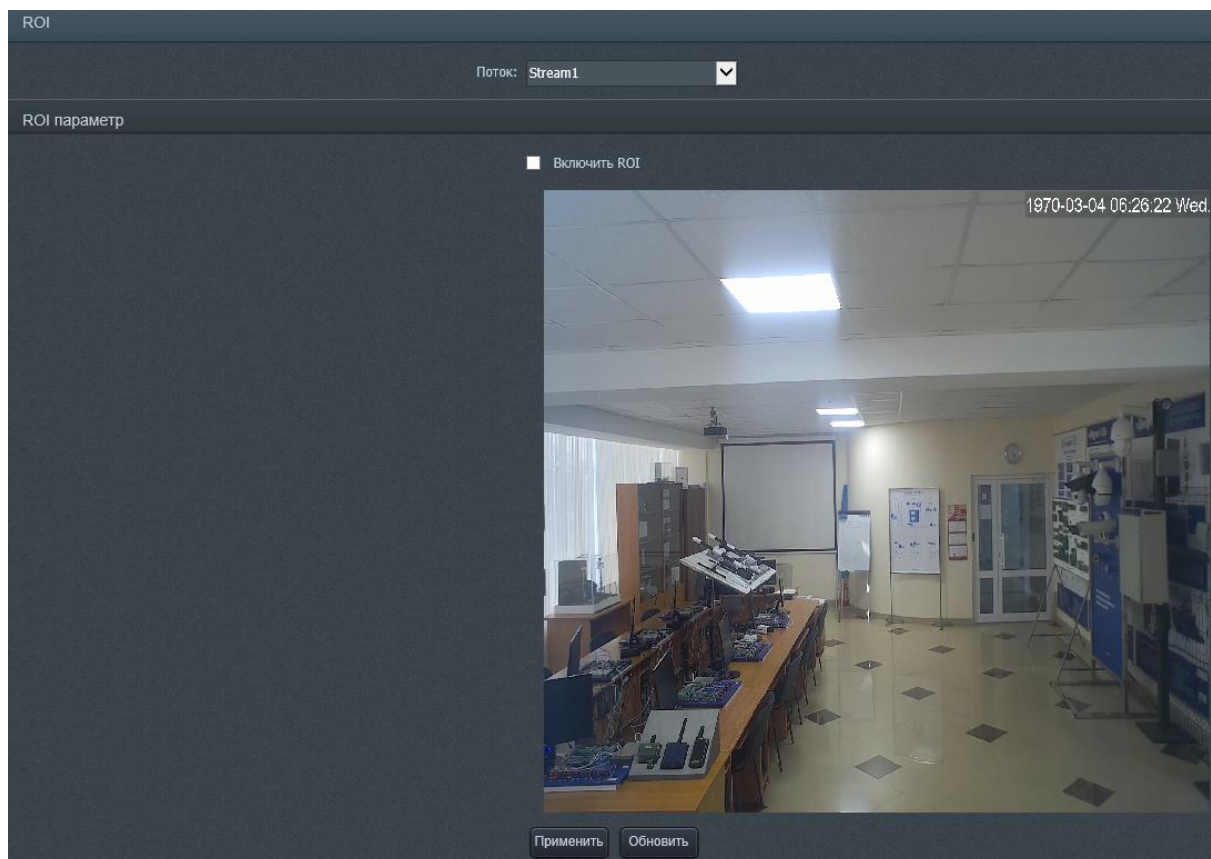 ROI
Поток: Stream1
ROI параметр
Включить ROI
1970-03-04 06:26:22 Wed.
Применить Обновить